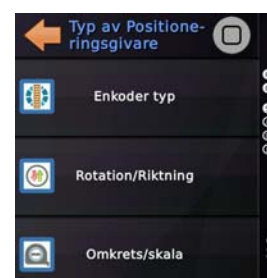 Typ av Positione-
ringsgivare
Enkoder typ
Rotation/Riktning
Omkrets/skala